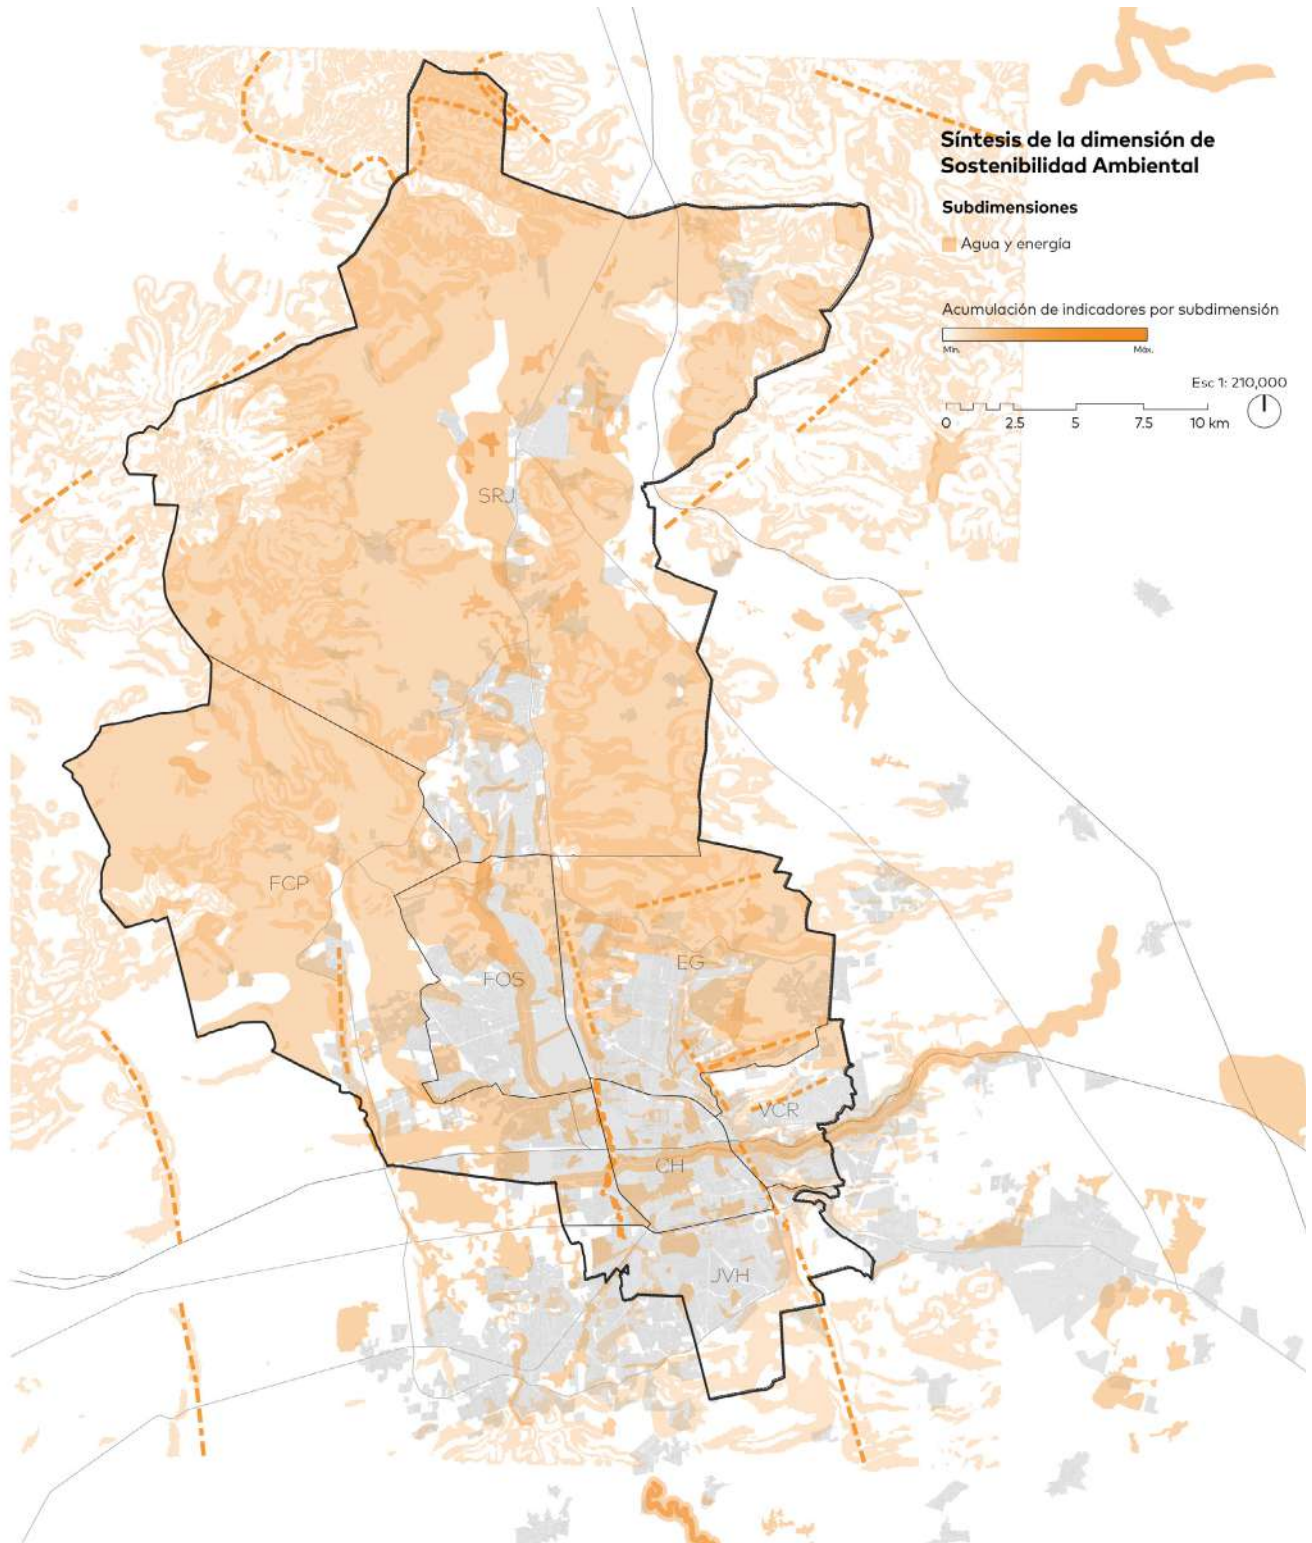 Síntesis de la dimensión de
Sostenibilidad Ambiental
Subdimensiones
Agua y energía
Acumulación de indicadores por subdimensión
Mín. Máx.
Esc 1: 210,000
0 2.5 5 7.5 10 km
SRJ
FCP
FOS
EG
VCR
CH
JVH